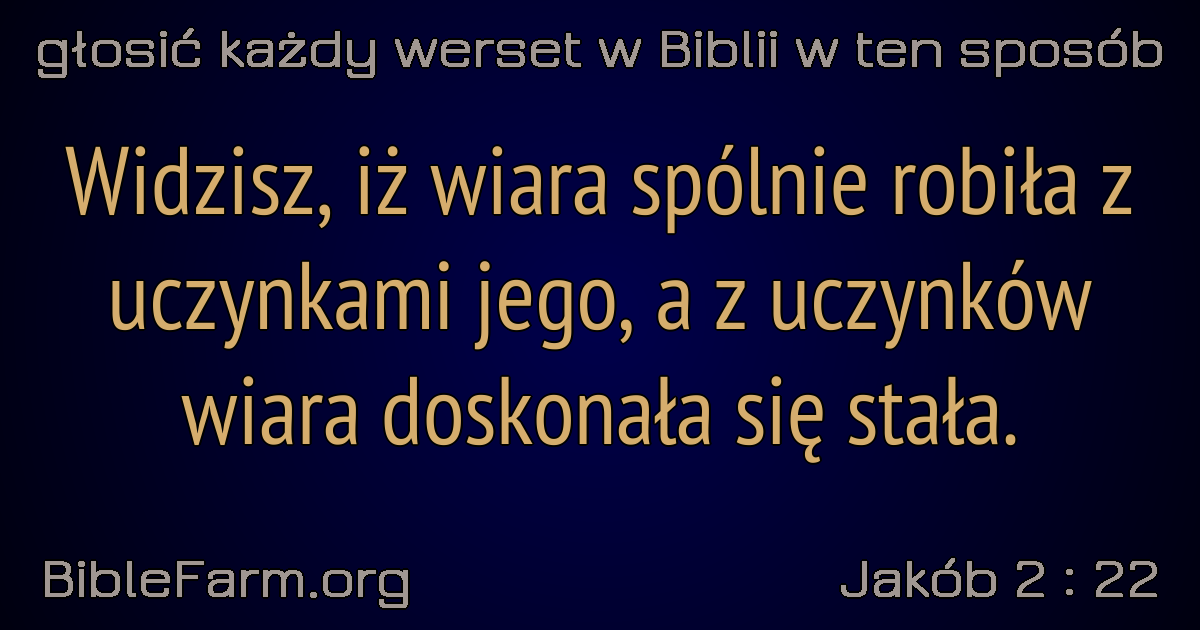 głosić każdy werset w Biblii w ten sposób
Widzisz, iż wiara spólnie robiła z
uczynkami jego, a z uczynków
wiara doskonała się stała.
BibleFarm.org
Jakób 2 : 22